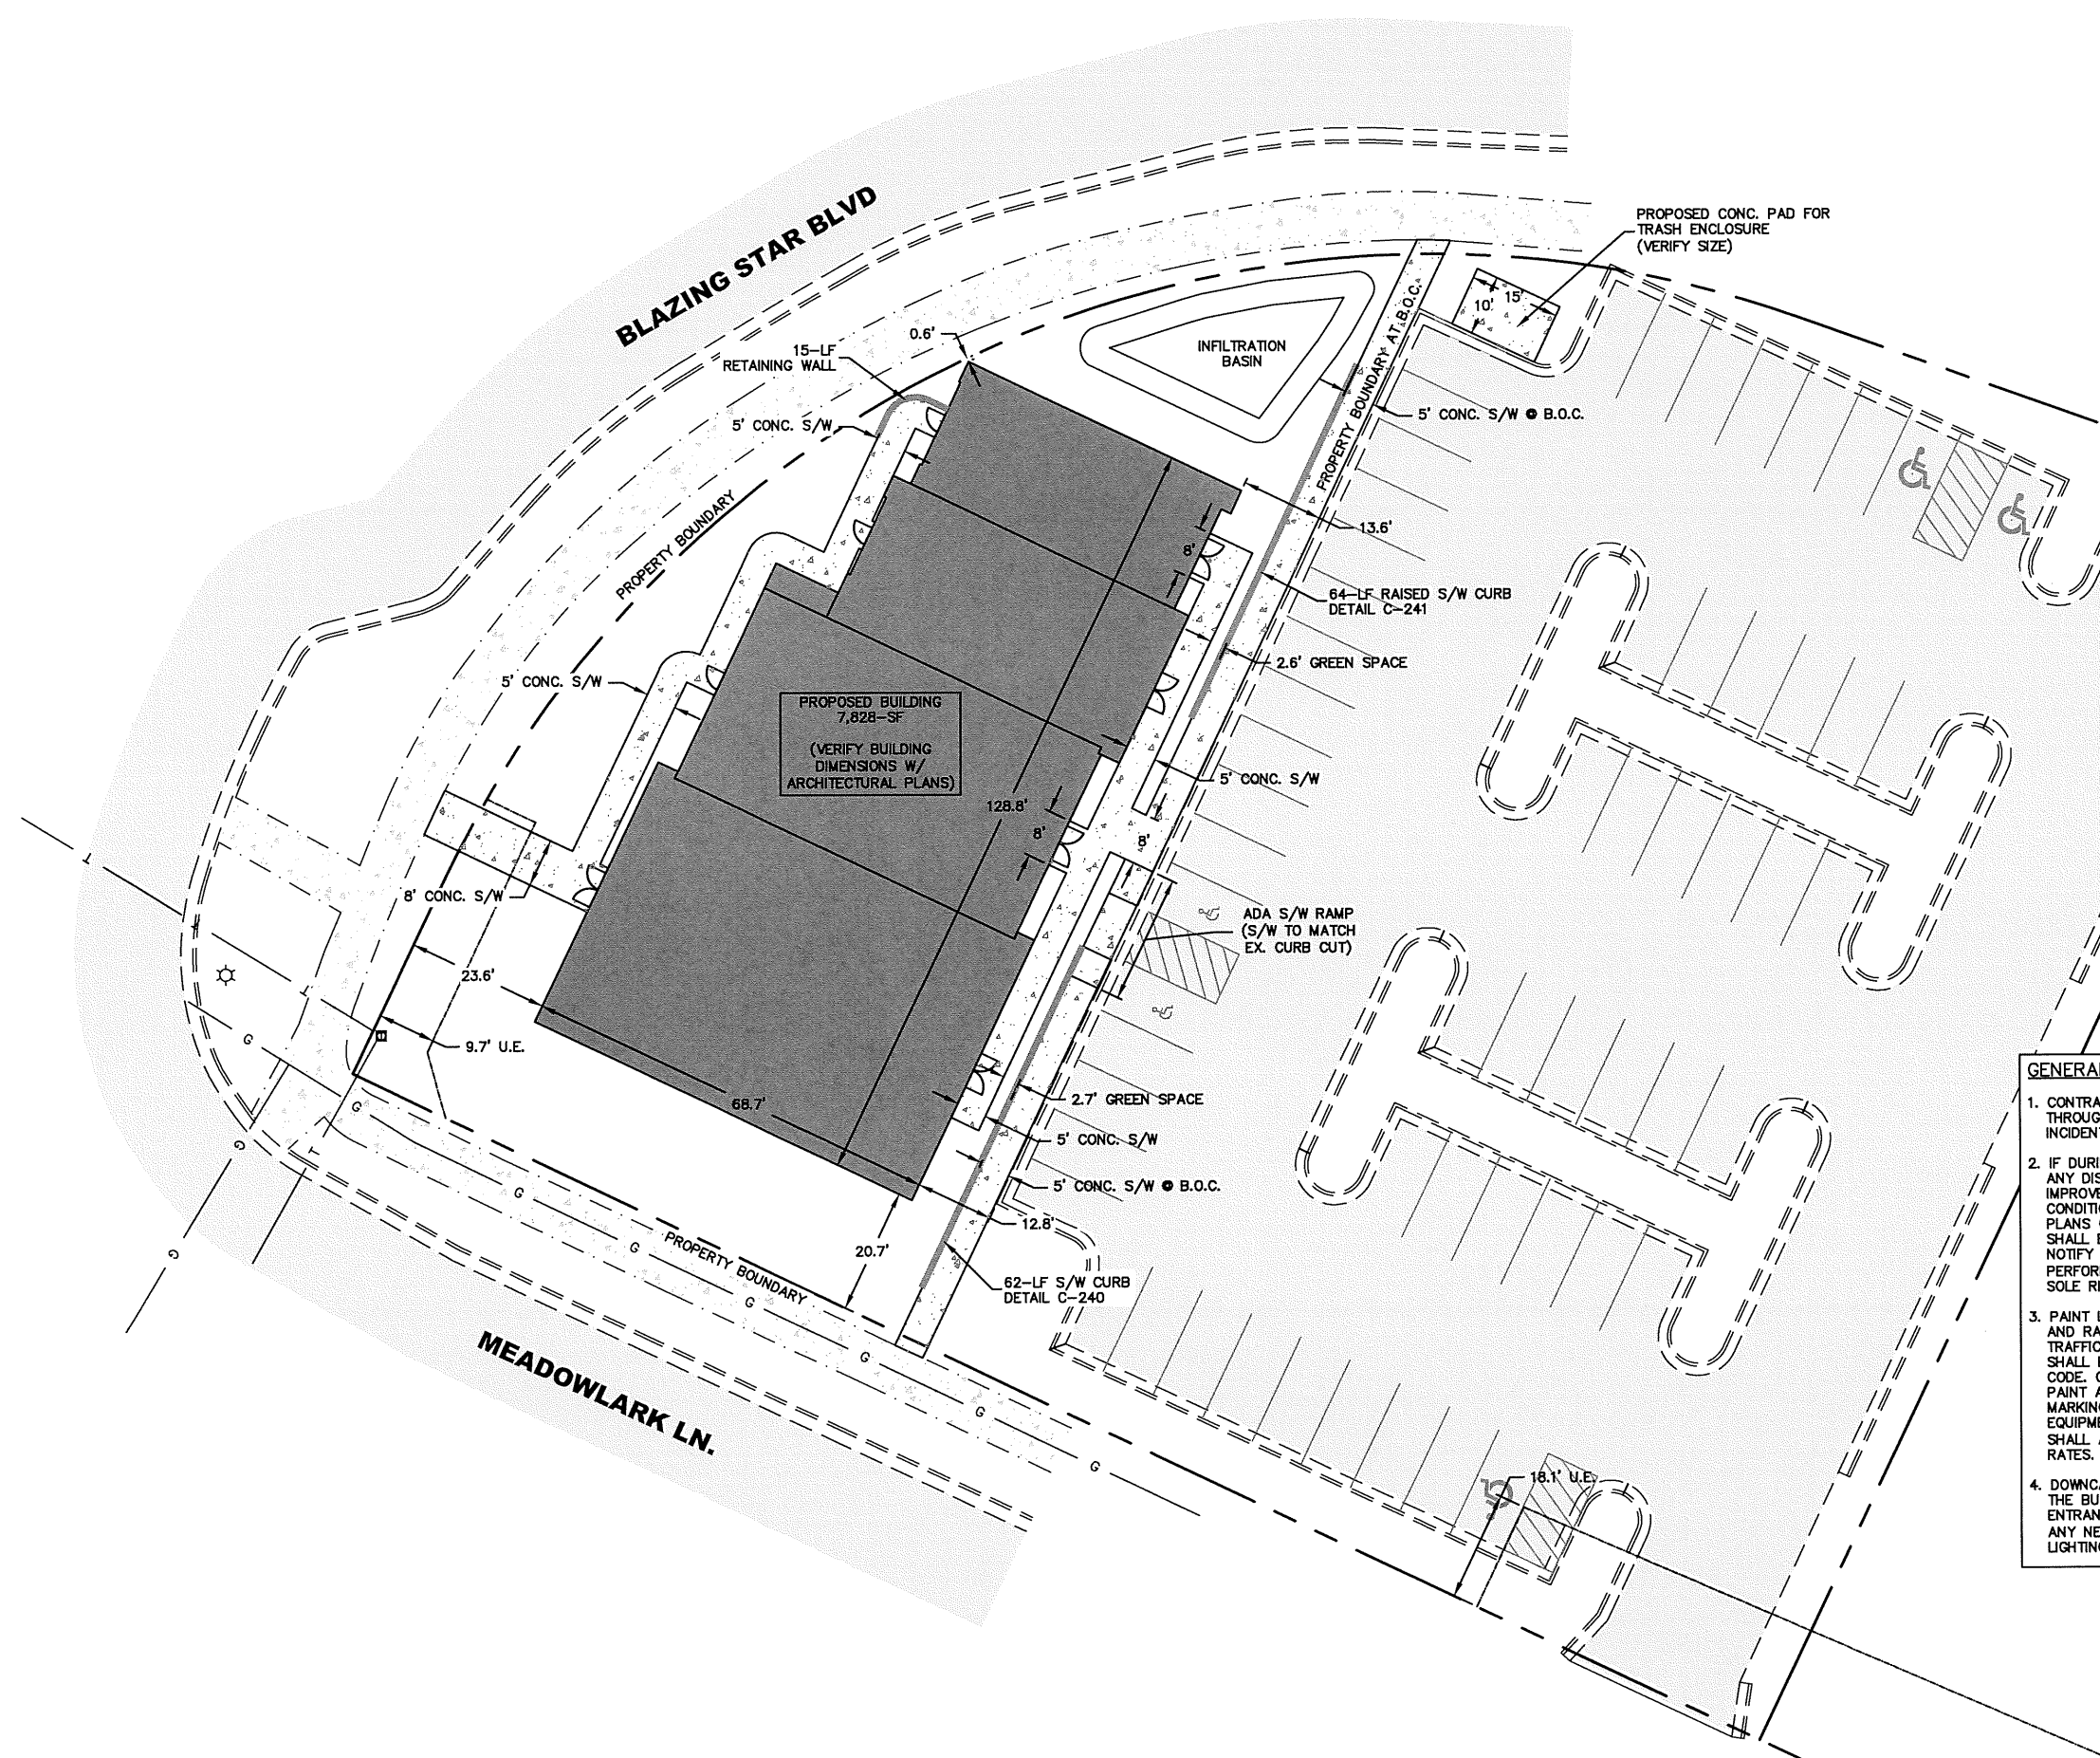 BLAZING STAR BLVD
PROPOSED CONC. PAD FOR
TRASH ENCLOSURE
(VERIFY SIZE)
10'
15'
0.6'
15-LF
RETAINING WALL
INFILTRATION
BASIN
PROPERTY BOUNDARY AT B.O.C.
5' CONC. S/W @ B.O.C.
5' CONC. S/W
PROPERTY BOUNDARY
13.6'
8'
64-LF RAISED S/W CURB
DETAIL C-241
2.6' GREEN SPACE
5' CONC. S/W
PROPOSED BUILDING
7,828-SF
(VERIFY BUILDING
DIMENSIONS W/
ARCHITECTURAL PLANS)
5' CONC. S/W
128.8'
8'
8'
8' CONC. S/W
ADA S/W RAMP
(S/W TO MATCH
EX. CURB CUT)
23.6'
9.7' U.E.
68.7'
2.7' GREEN SPACE
5' CONC. S/W
5' CONC. S/W @ B.O.C.
12.8'
20.7'
62-LF S/W CURB
DETAIL C-240
PROPERTY BOUNDARY
T
T
T
G
G
G
G
G
G
G
G
G
G
E
MEADOWLARK LN.
18.1' U.E.
GENERAL
1. CONTRA
THROUG
INCIDEN
2. IF DURI
ANY DIS
IMPROVE
CONDITI
PLANS
SHALL
NOTIFY
PERFOR
SOLE R
3. PAINT
AND RA
TRAFFIC
SHALL
CODE.
PAINT A
MARKIN
EQUIPME
SHALL
RATES.
4. DOWNC
THE BU
ENTRAN
ANY NE
LIGHTIN